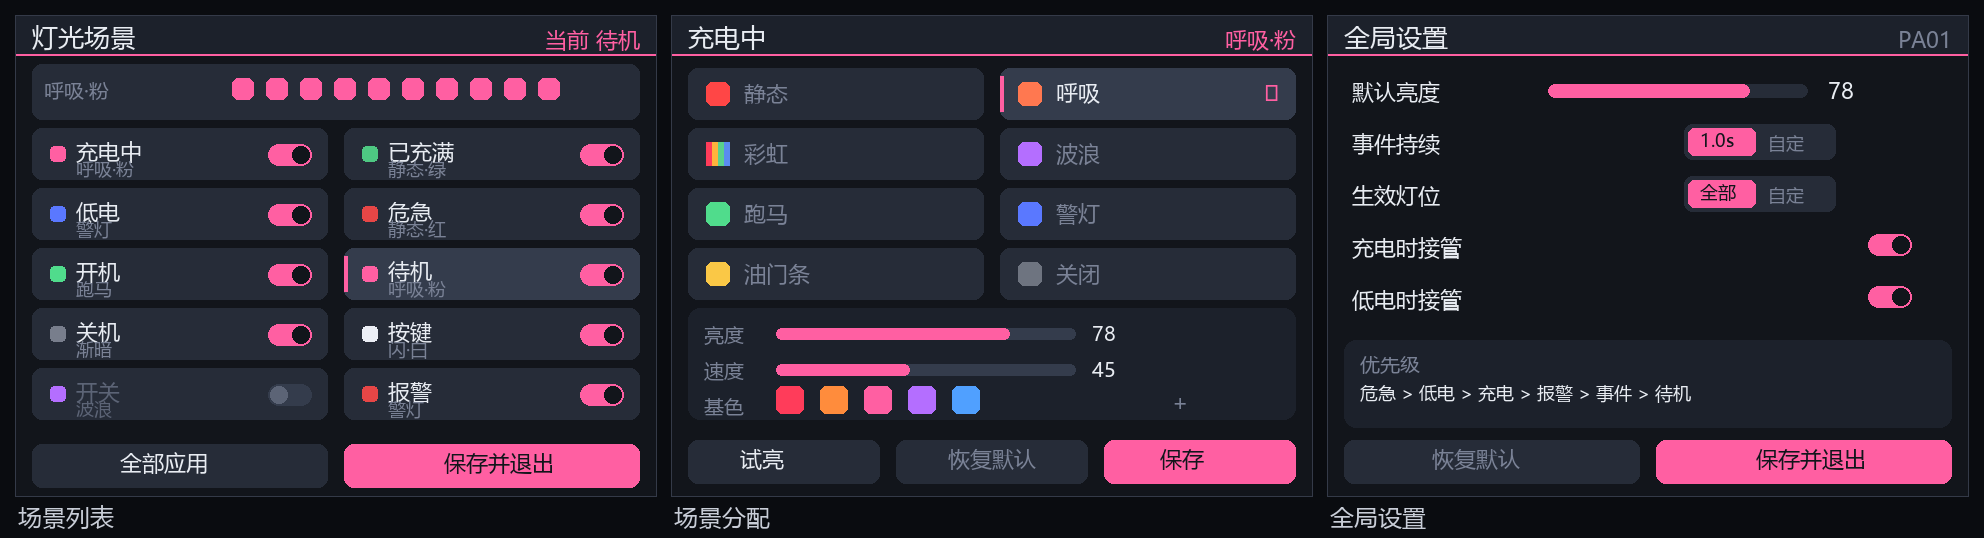 灯光场景
当前 待机
呼吸·粉
充电中
呼吸·粉
已充满
静态·绿
低电
警灯
危急
静态·红
开机
跑马
待机
呼吸·粉
关机
渐暗
按键
闪·白
开关
波浪
报警
警灯
全部应用
保存并退出
场景列表
充电中
呼吸·粉
静态
呼吸
彩虹
波浪
跑马
警灯
油门条
关闭
亮度
78
速度
45
基色
+
试亮
恢复默认
保存
场景分配
全局设置
PA01
默认亮度
78
事件持续
1.0s
自定
生效灯位
全部
自定
充电时接管
低电时接管
优先级
危急 > 低电 > 充电 > 报警 > 事件 > 待机
恢复默认
保存并退出
全局设置